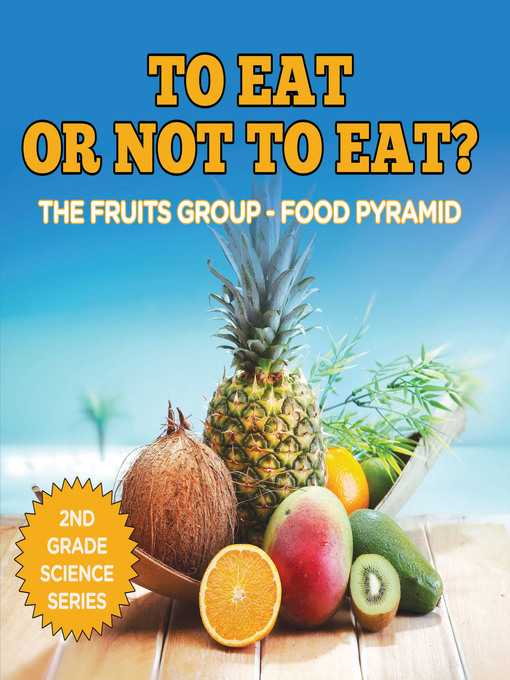 TO EAT
OR NOT TO EAT?
THE FRUITS GROUP - FOOD PYRAMID
2ND
GRADE
SCIENCE
SERIES